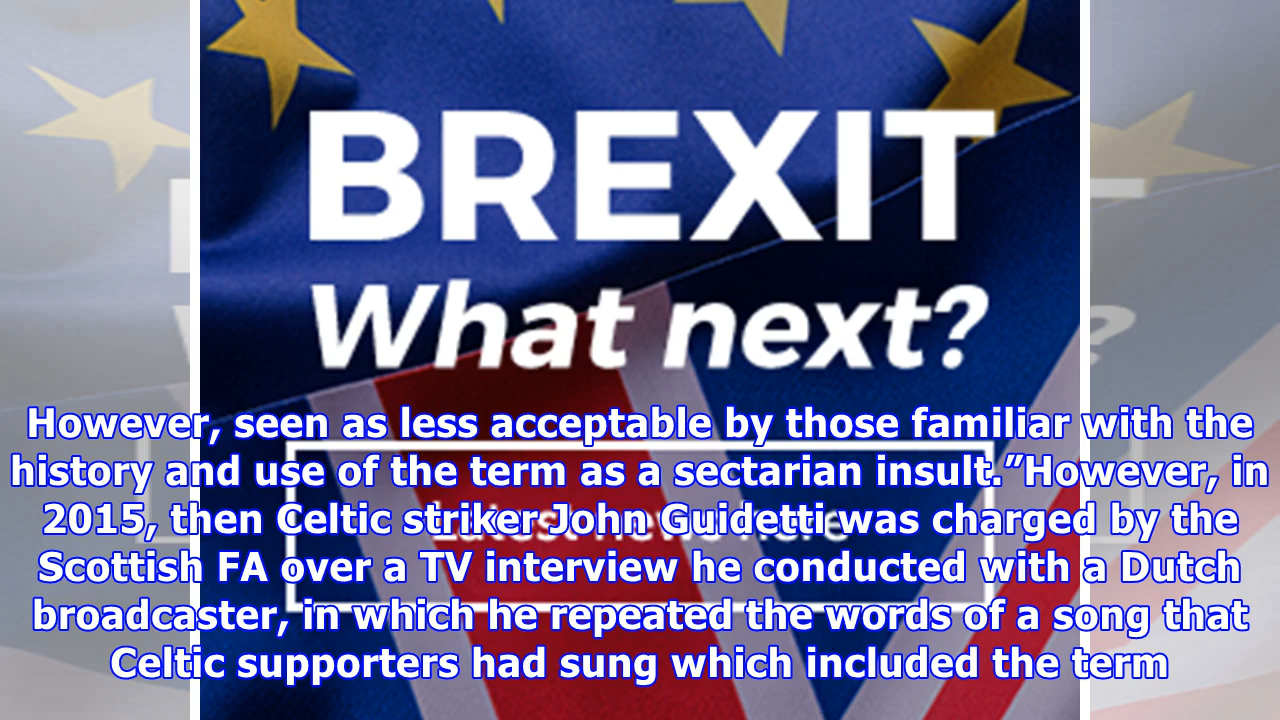 BREXIT
What next?
However, seen as less acceptable by those familiar with the
history and use of the term as a sectarian insult.”However, in
2015, then Celtic striker John Guidetti was charged by the
Latest news here
Scottish FA over a TV interview he conducted with a Dutch
broadcaster, in which he repeated the words of a song that
Celtic supporters had sung which included the term